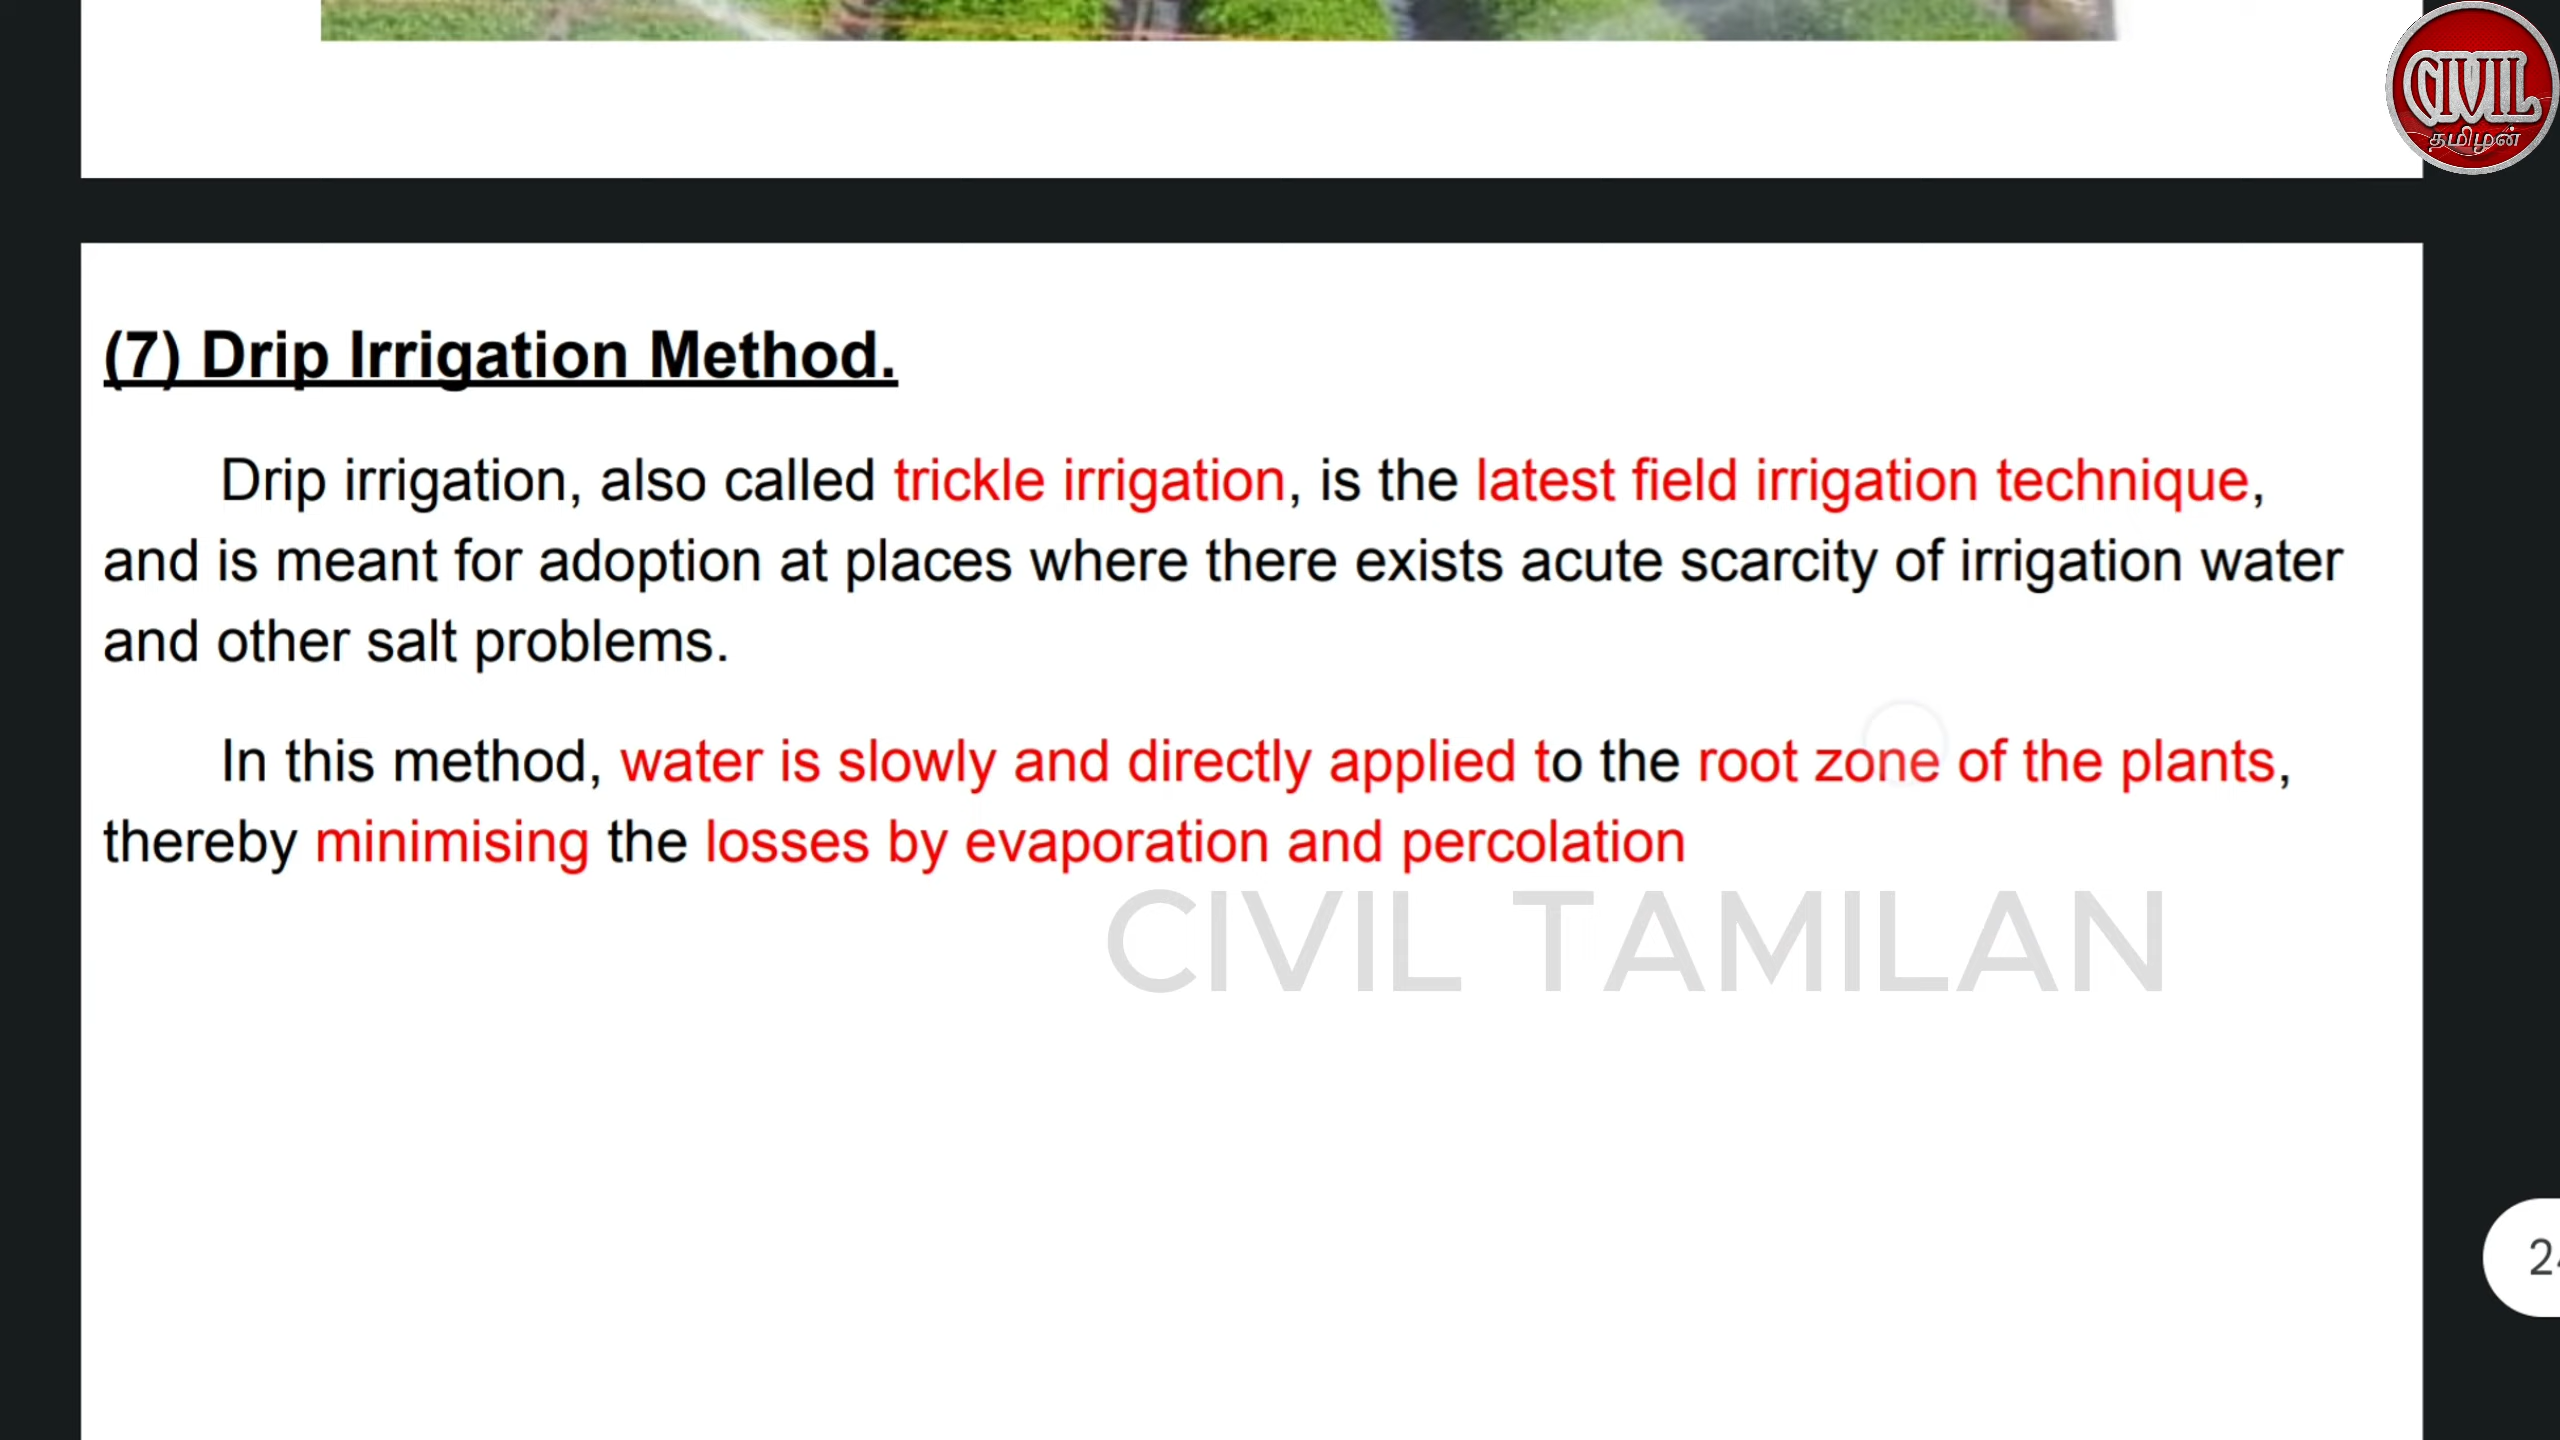 CIVIL
தமிழன்
(7) Drip Irrigation Method.
Drip irrigation, also called trickle irrigation, is the latest field irrigation technique,
and is meant for adoption at places where there exists acute scarcity of irrigation water
and other salt problems.
In this method, water is slowly and directly applied to the root zone of the plants,
thereby minimising the losses by evaporation and percolation
CIVIL TAMILAN